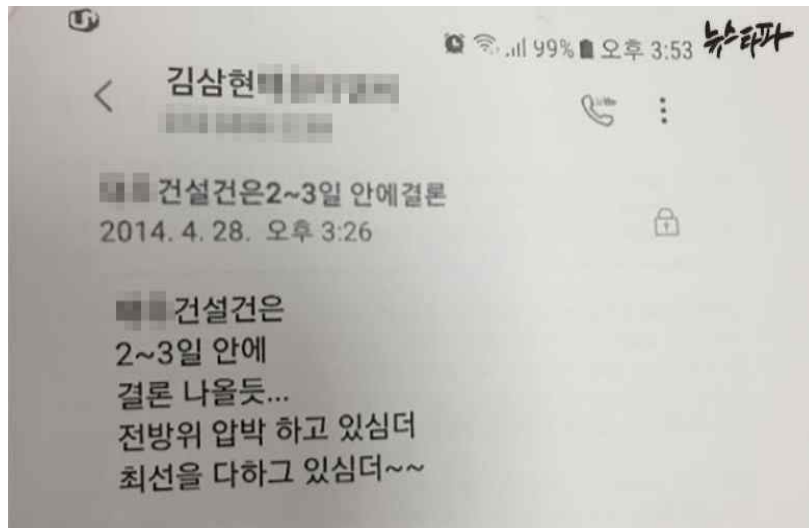 99% 오후 3:53 뉴스타파
김삼현
건설건은2~3일 안에결론
2014. 4. 28. 오후 3:26
건설건은
2~3일 안에
결론 나올듯...
전방위 압박 하고 있심더
최선을 다하그 있심더~~